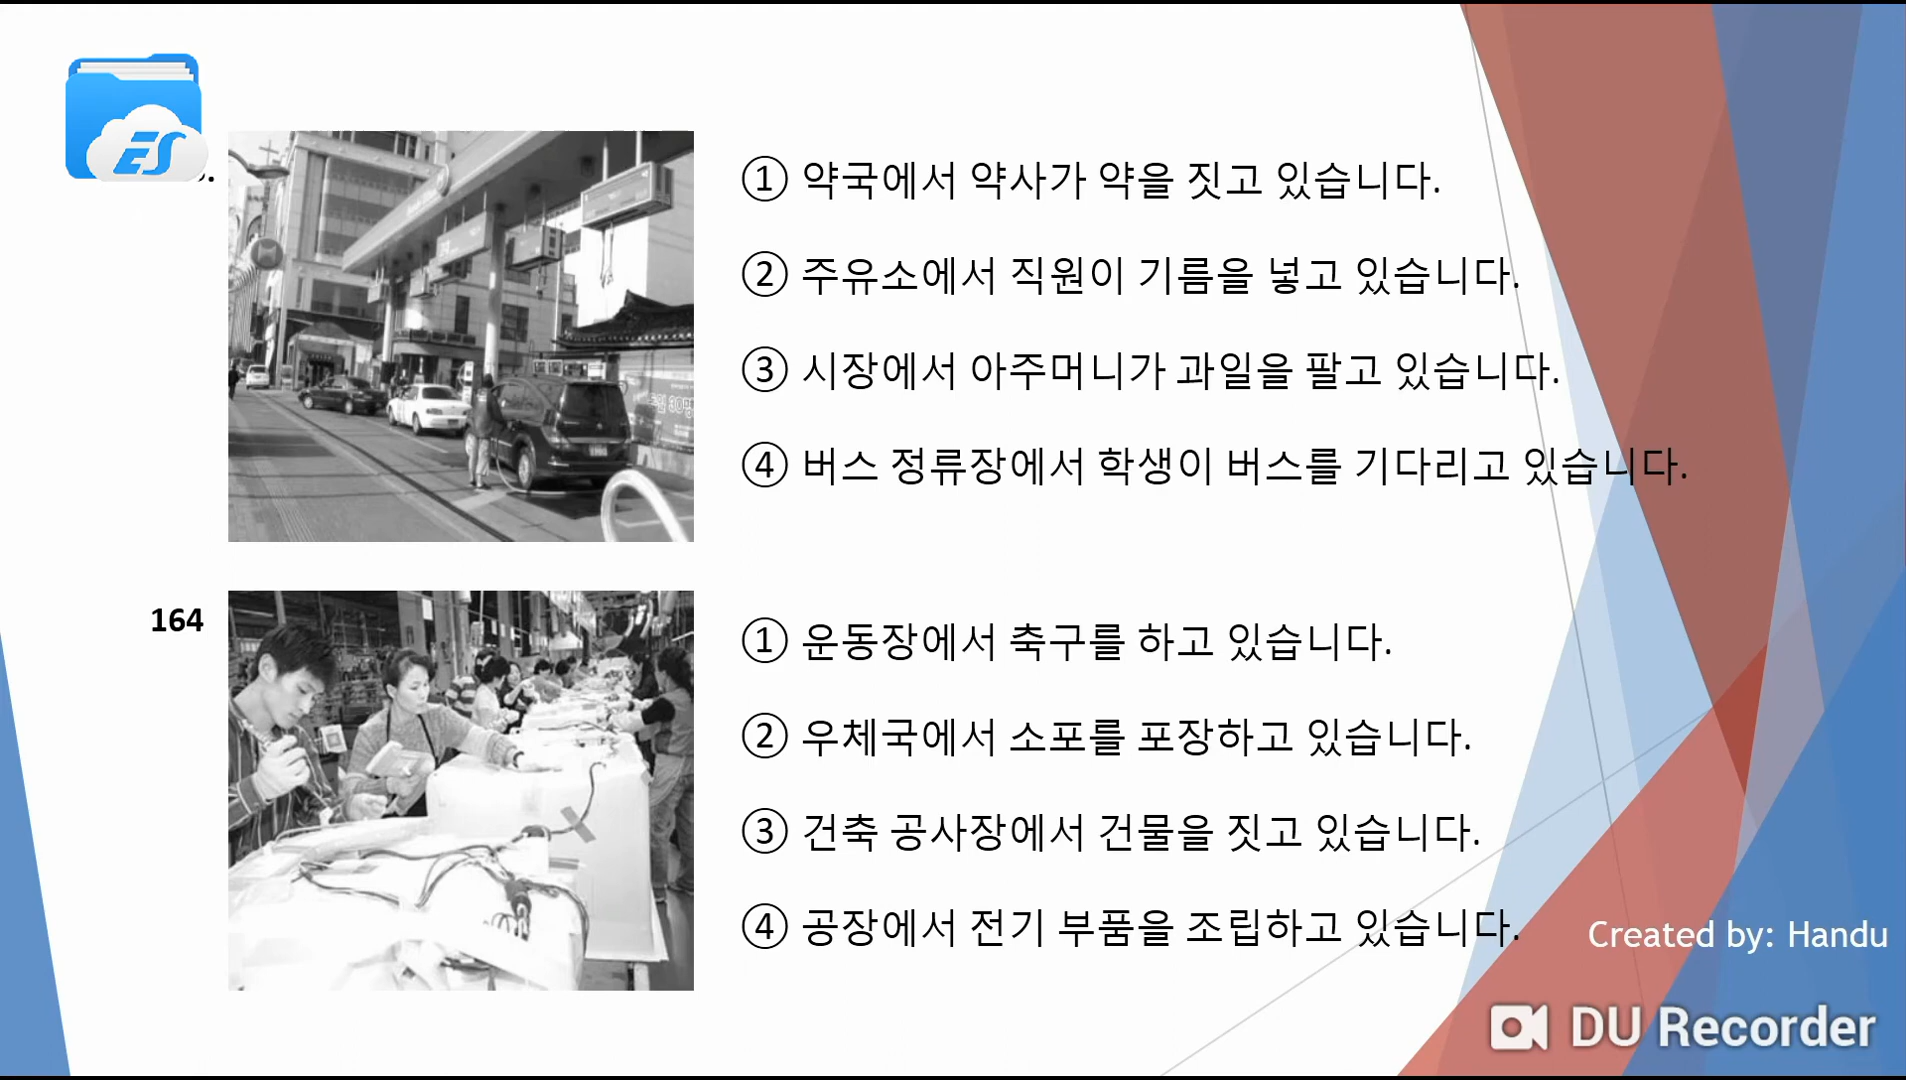 ES
① 약국에서 약사가 약을 짓고 있습니다.
② 주유소에서 직원이 기름을 넣고 있습니다.
③ 시장에서 아주머니가 과일을 팔고 있습니다.
④ 버스 정류장에서 학생이 버스를 기다리고 있습니다.
164
① 운동장에서 축구를 하고 있습니다.
② 우체국에서 소포를 포장하고 있습니다.
③ 건축 공사장에서 건물을 짓고 있습니다.
④ 공장에서 전기 부품을 조립하고 있습니다.
Created by: Handu
DU Recorder